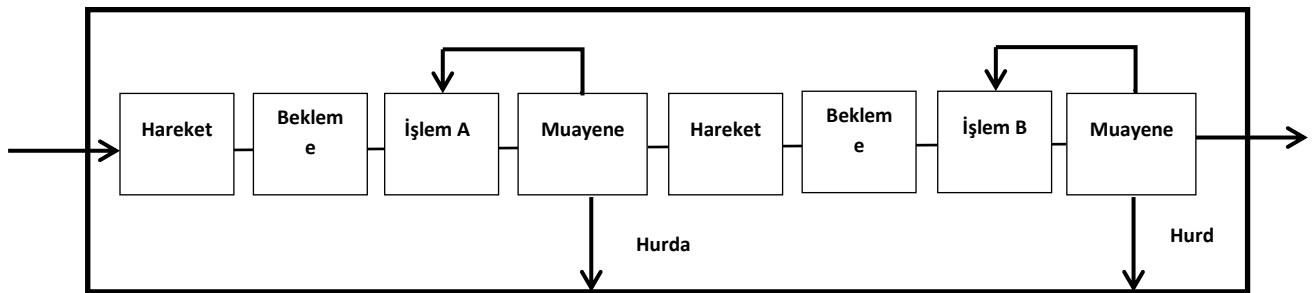 Hareket
Beklem
e
İşlem A
Muayene
Hareket
Beklem
e
İşlem B
Muayene
Hurda
Hurd